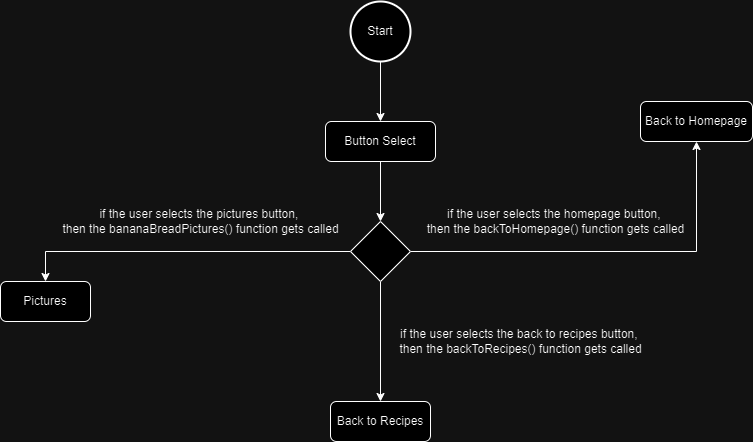 Start
Button Select
Back to Homepage
if the user selects the pictures button,
then the bananaBreadPictures() function gets called
if the user selects the homepage button,
then the backToHomepage() function gets called
Pictures
if the user selects the back to recipes button,
then the backToRecipes() function gets called
Back to Recipes